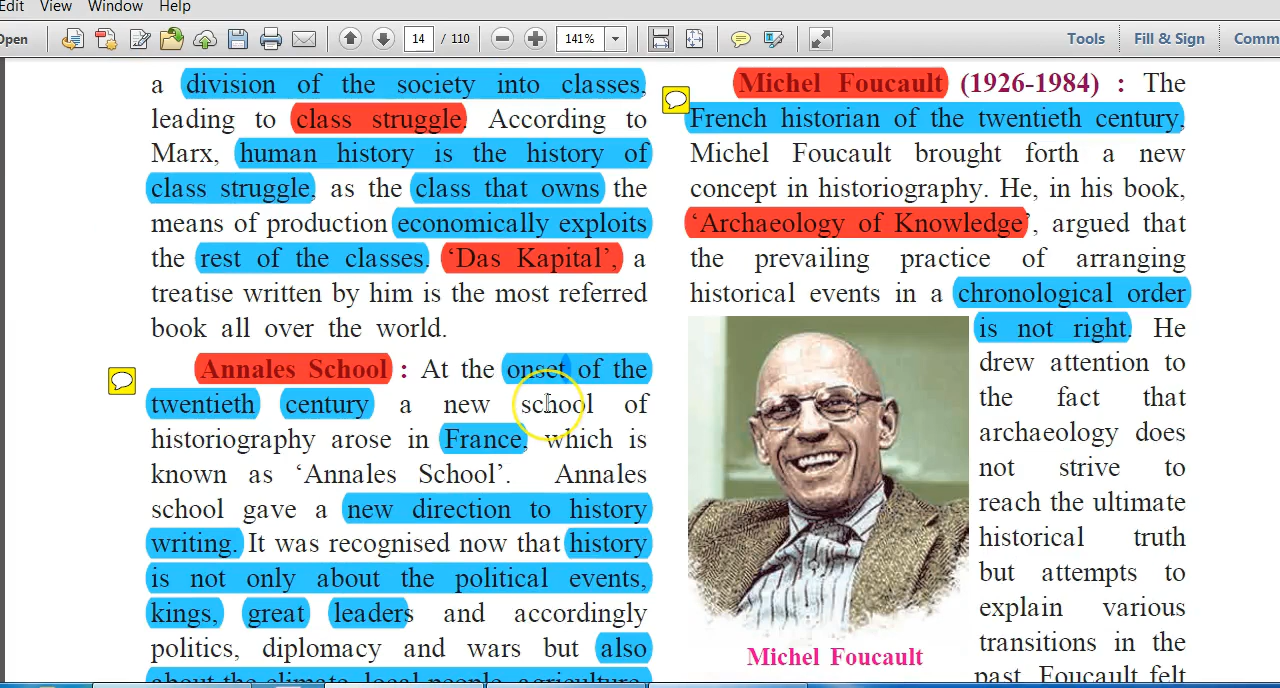 Edit View Window Help
Open 14 / 110 141% Tools Fill & Sign Comm
a division of the society into classes,
leading to class struggle. According to
Marx, human history is the history of
class struggle, as the class that owns the
means of production economically exploits
the rest of the classes. ‘Das Kapital’, a
treatise written by him is the most referred
book all over the world.
Annales School : At the onset of the
twentieth century a new school of
historiography arose in France, which is
known as ‘Annales School’. Annales
school gave a new direction to history
writing. It was recognised now that history
is not only about the political events,
kings, great leaders and accordingly
politics, diplomacy and wars but also
about the climate, local people, agriculture,
Michel Foucault (1926-1984) : The
French historian of the twentieth century,
Michel Foucault brought forth a new
concept in historiography. He, in his book,
‘Archaeology of Knowledge’, argued that
the prevailing practice of arranging
historical events in a chronological order
is not right. He
drew attention to
the fact that
archaeology does
not strive to
reach the ultimate
historical truth
but attempts to
explain various
transitions in the
past. Foucault felt
Michel Foucault